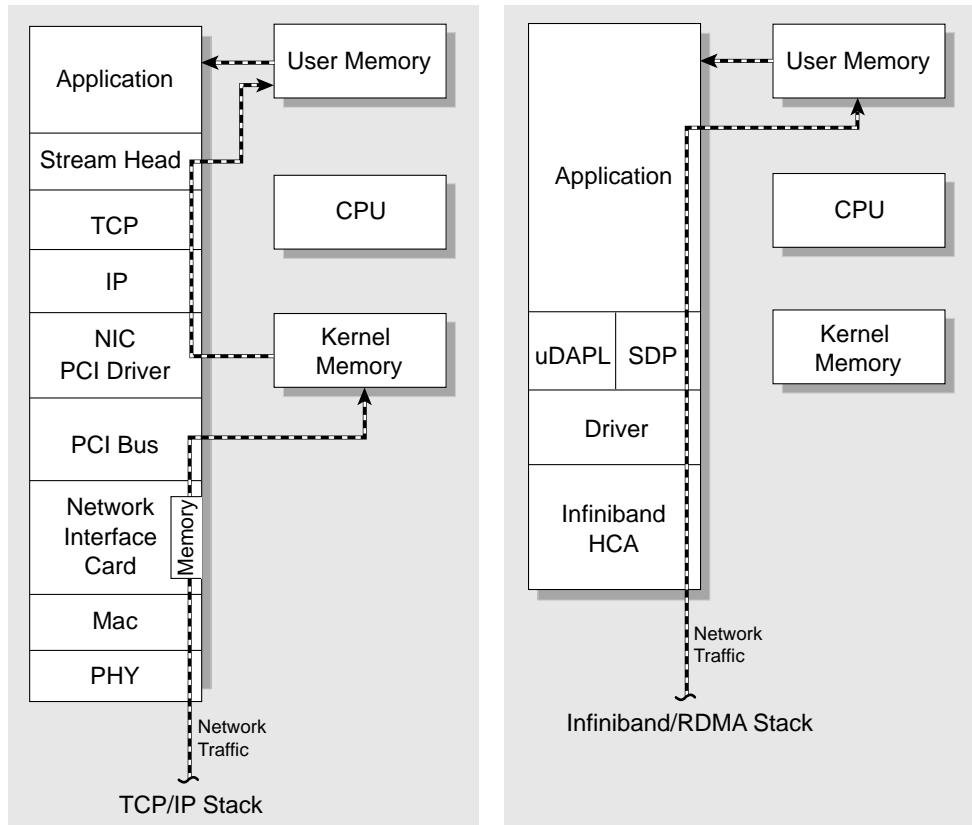 Application
Stream Head
TCP
IP
NIC
PCI Driver
PCI Bus
Network
Interface
Card
Memory
Mac
PHY
User Memory
CPU
Kernel
Memory
Network
Traffic
TCP/IP Stack
Application
uDAPL
SDP
Driver
Infiniband
HCA
User Memory
CPU
Kernel
Memory
Network
Traffic
Infiniband/RDMA Stack